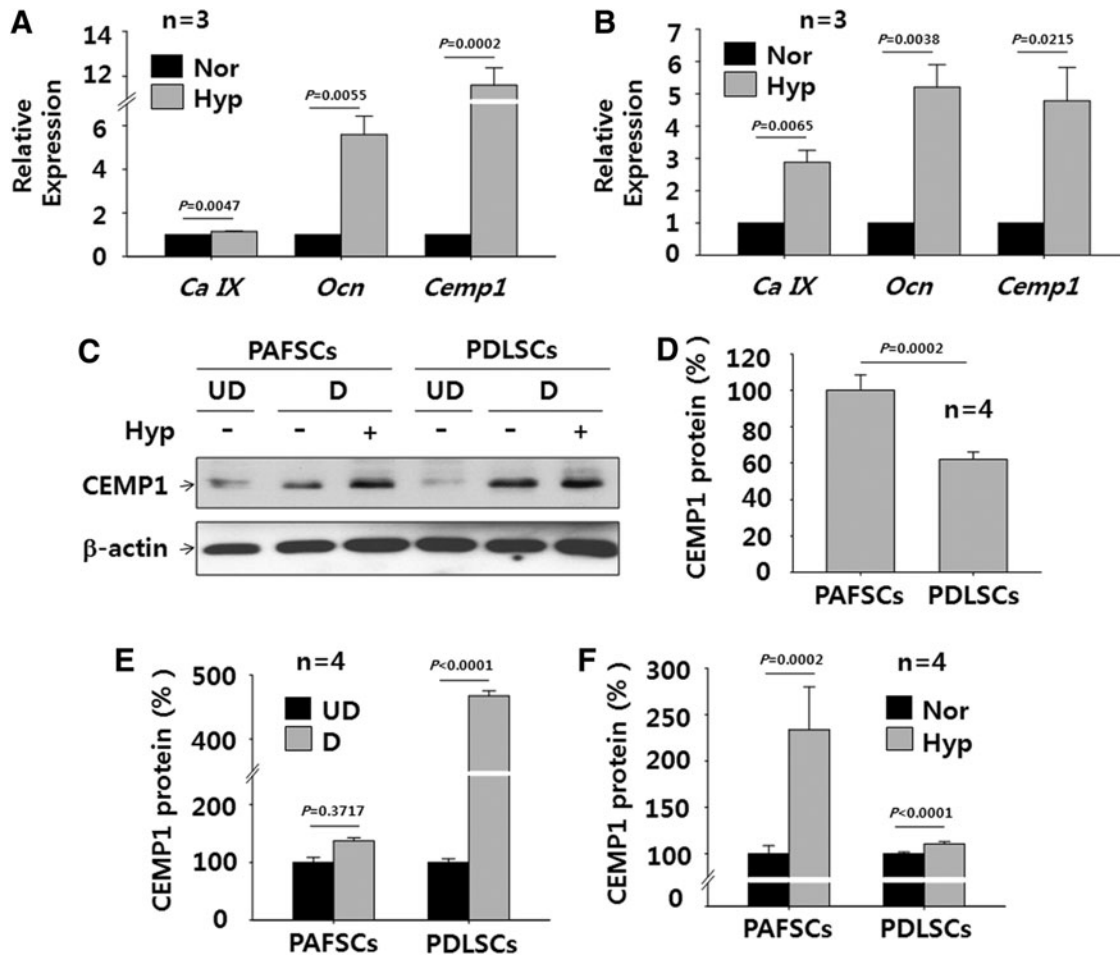 A
n=3
Relative Expression
14
12
6
4
2
0
Nor
Hyp
P=0.0047
P=0.0055
P=0.0002
Ca IX Ocn Cemp1
B
n=3
Relative Expression
7
6
5
4
3
2
1
0
Nor
Hyp
P=0.0065
P=0.0038
P=0.0215
Ca IX Ocn Cemp1
C
PAFSCs PDLSCs
UD D UD D
Hyp - - + - - +
CEMP1
β-actin
D
CEMP1 protein (%)
120
100
80
60
40
20
0
P=0.0002
n=4
PAFSCs PDLSCs
E
n=4
CEMP1 protein (%)
500
400
200
100
0
UD
D
P=0.3717
P<0.0001
PAFSCs PDLSCs
F
n=4
CEMP1 protein (%)
300
250
200
150
100
0
P=0.0002
Nor
Hyp
P<0.0001
PAFSCs PDLSCs